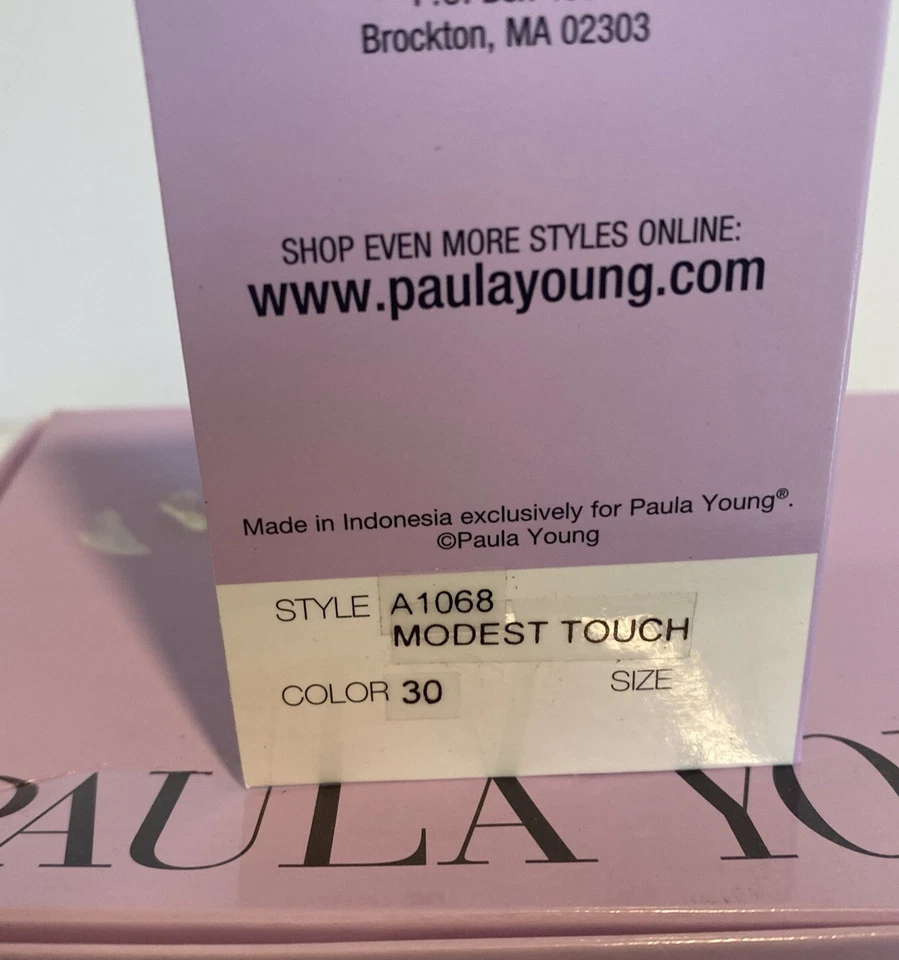 Brockton, MA 02303
SHOP EVEN MORE STYLES ONLINE:
www.paulayoung.com
Made in Indonesia exclusively for Paula Young®.
©Paula Young
STYLE A1068
MODEST TOUCH
COLOR 30 SIZE
PAULA YO